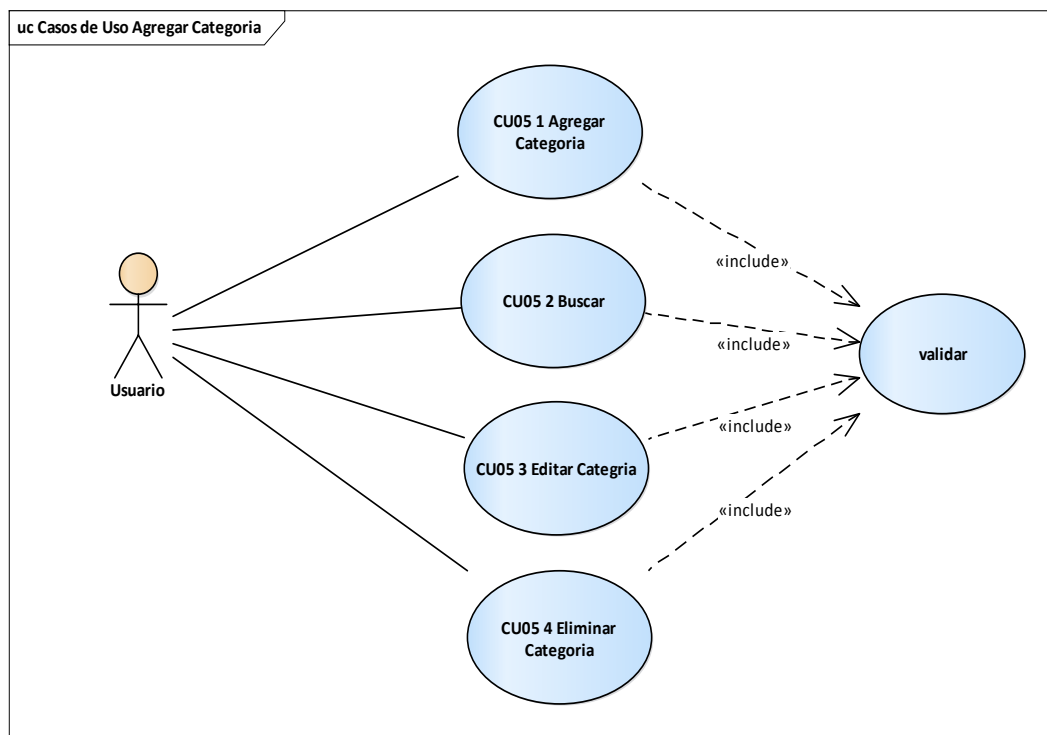 uc Casos de Uso Agregar Categoria
CU05 1 Agregar
Categoria
«include»
CU05 2 Buscar
«include»
validar
Usuario
«include»
CU05 3 Editar Categria
«include»
CU05 4 Eliminar
Categoria